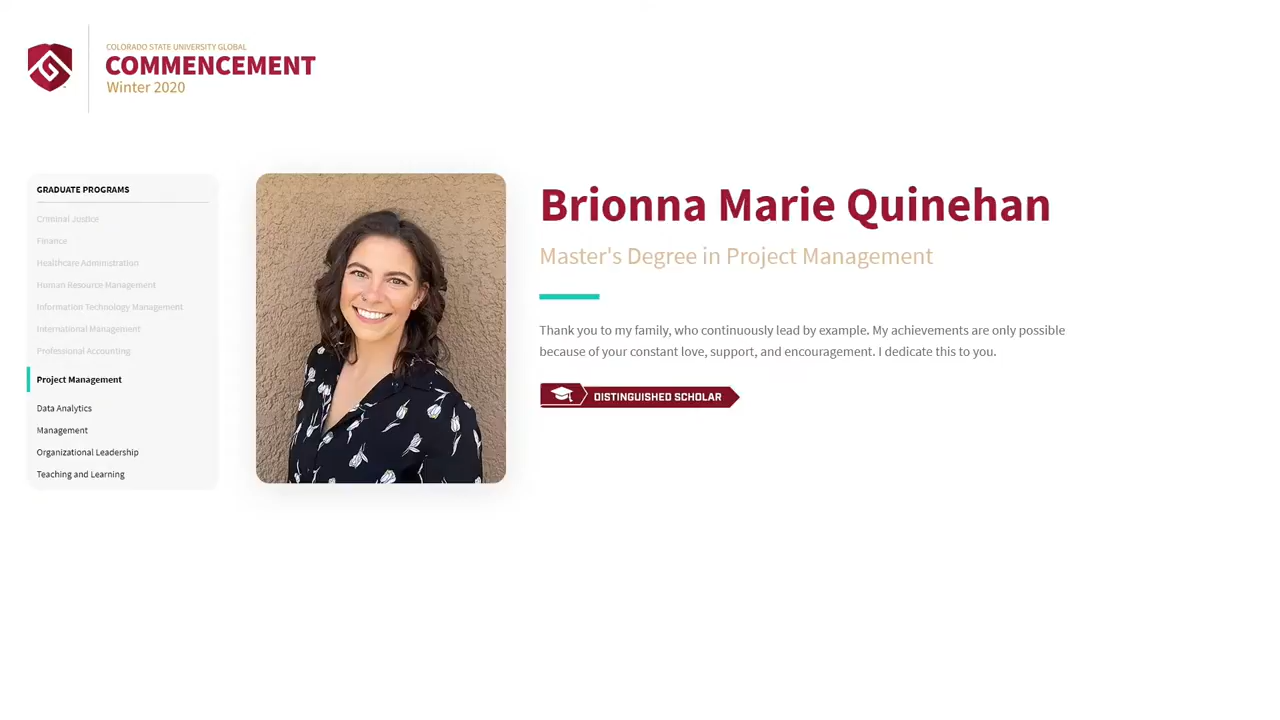 COLORADO STATE UNIVERSITY GLOBAL
COMMENCEMENT
Winter 2020
GRADUATE PROGRAMS
Criminal Justice
Finance
Healthcare Administration
Human Resource Management
Information Technology Management
International Management
Professional Accounting
Project Management
Data Analytics
Management
Organizational Leadership
Teaching and Learning
Brionna Marie Quinehan
Master's Degree in Project Management
Thank you to my family, who continuously lead by example. My achievements are only possible
because of your constant love, support, and encouragement. I dedicate this to you.
DISTINGUISHED SCHOLAR